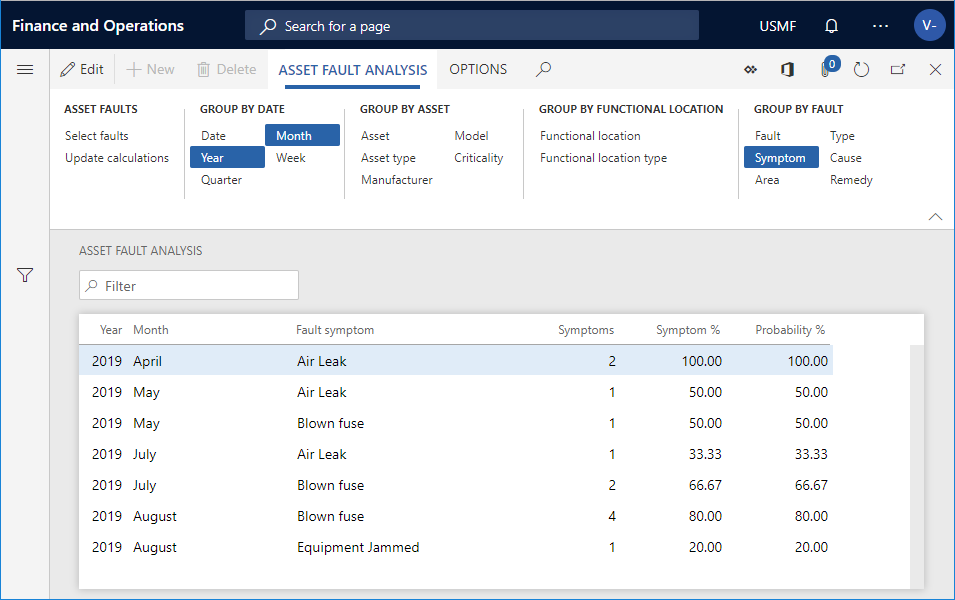 Finance and Operations
Search for a page
USMF
V-
Edit
New
Delete
ASSET FAULT ANALYSIS
OPTIONS
0
ASSET FAULTS
Select faults
Update calculations
GROUP BY DATE
Date
Month
Year
Week
Quarter
GROUP BY ASSET
Asset
Model
Asset type
Criticality
Manufacturer
GROUP BY FUNCTIONAL LOCATION
Functional location
Functional location type
GROUP BY FAULT
Fault
Type
Symptom
Cause
Area
Remedy
ASSET FAULT ANALYSIS
Filter
Year Month Fault symptom Symptoms Symptom % Probability %
2019 April Air Leak 2 100.00 100.00
2019 May Air Leak 1 50.00 50.00
2019 May Blown fuse 1 50.00 50.00
2019 July Air Leak 1 33.33 33.33
2019 July Blown fuse 2 66.67 66.67
2019 August Blown fuse 4 80.00 80.00
2019 August Equipment Jammed 1 20.00 20.00